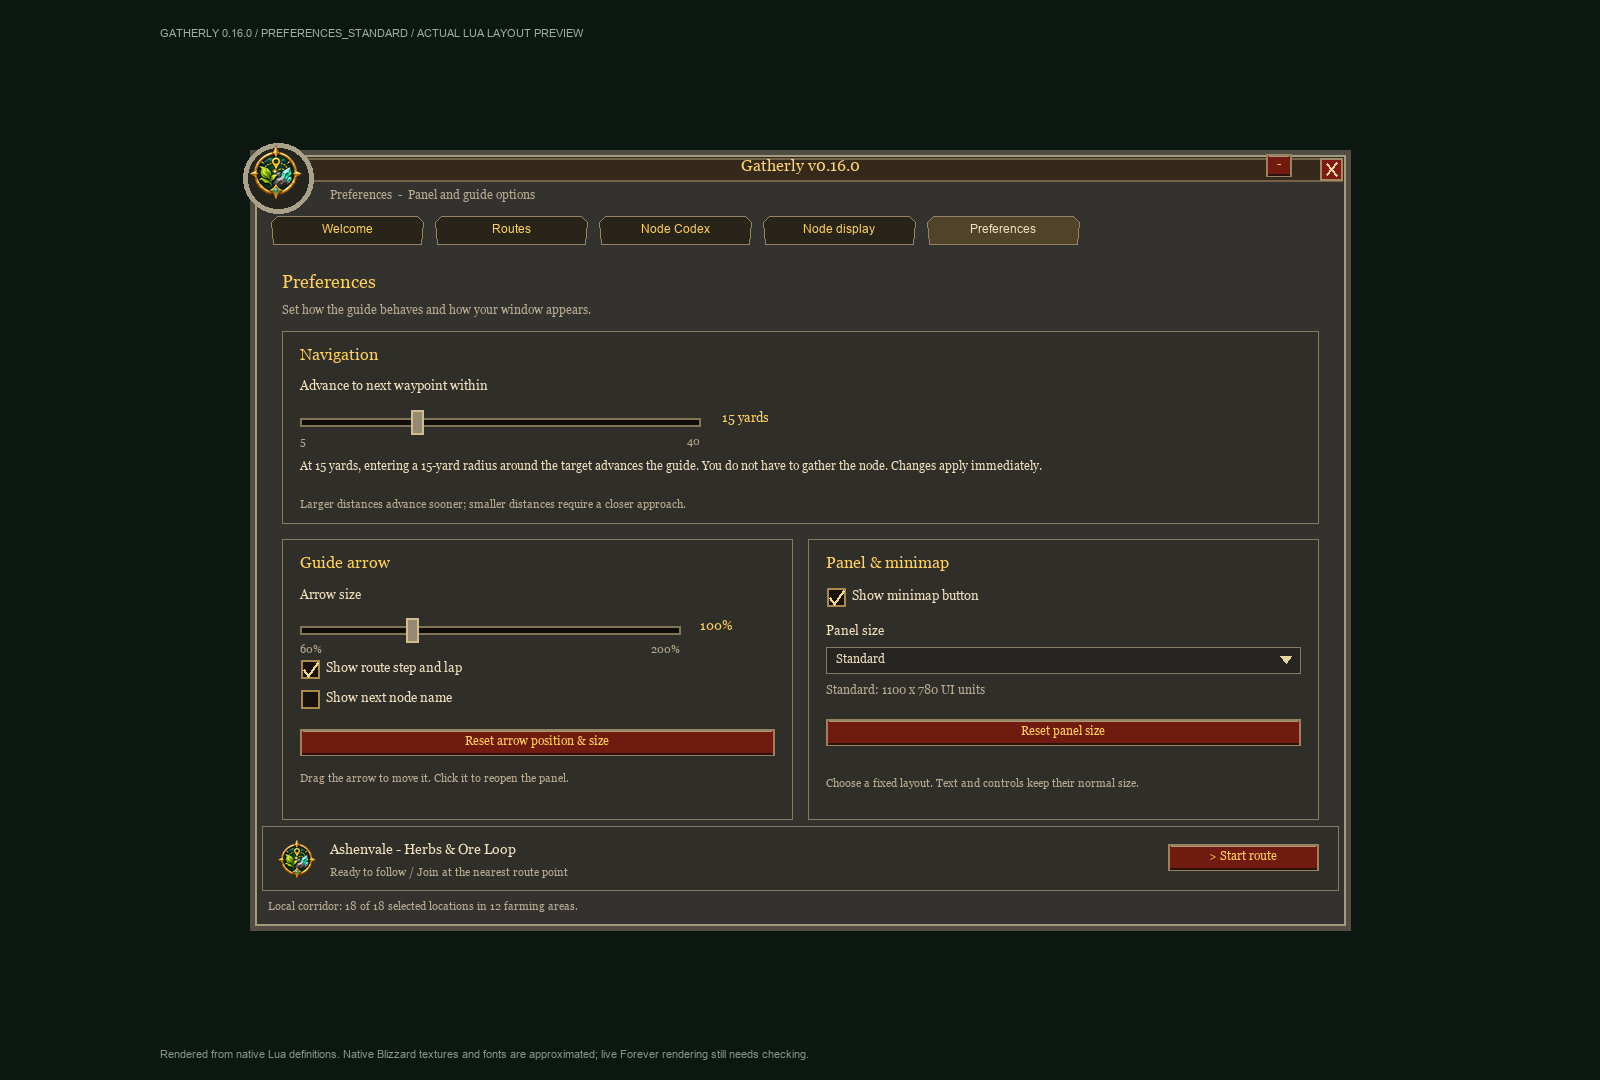 GATHERLY 0.16.0 / PREFERENCES_STANDARD / ACTUAL LUA LAYOUT PREVIEW
Gatherly v0.16.0
-
X
Preferences - Panel and guide options
Welcome
Routes
Node Codex
Node display
Preferences
Preferences
Set how the guide behaves and how your window appears.
Navigation
Advance to next waypoint within
15 yards
5
40
At 15 yards, entering a 15-yard radius around the target advances the guide. You do not have to gather the node. Changes apply immediately.
Larger distances advance sooner; smaller distances require a closer approach.
Guide arrow
Arrow size
100%
60%
200%
Show route step and lap
Show next node name
Reset arrow position & size
Drag the arrow to move it. Click it to reopen the panel.
Panel & minimap
Show minimap button
Panel size
Standard
Standard: 1100 x 780 UI units
Reset panel size
Choose a fixed layout. Text and controls keep their normal size.
Ashenvale - Herbs & Ore Loop
Ready to follow / Join at the nearest route point
> Start route
Local corridor: 18 of 18 selected locations in 12 farming areas.
Rendered from native Lua definitions. Native Blizzard textures and fonts are approximated; live Forever rendering still needs checking.